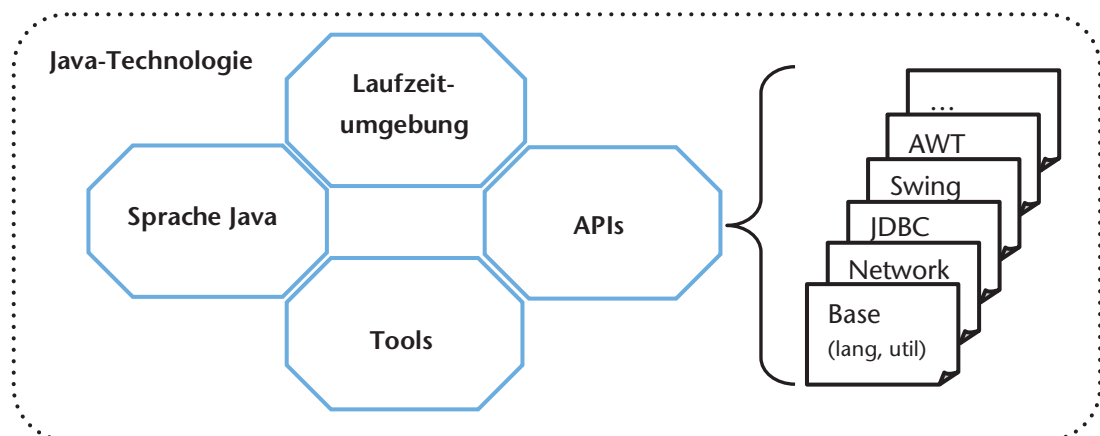 Java-Technologie
Laufzeit-
umgebung
Sprache Java
APIs
Tools
...
AWT
Swing
JDBC
Network
Base
(lang, util)